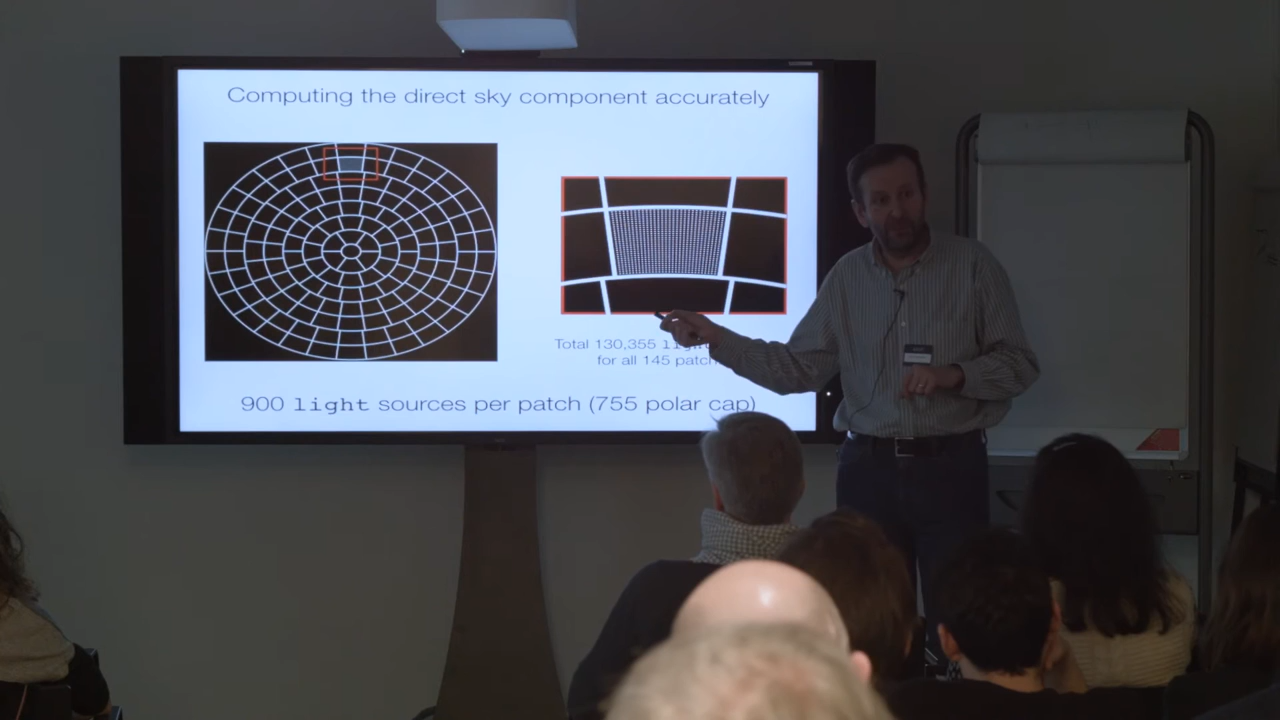 Computing the direct sky component accurately
Total 130,355
for all 145
900 light sources per patch (755 polar cap)